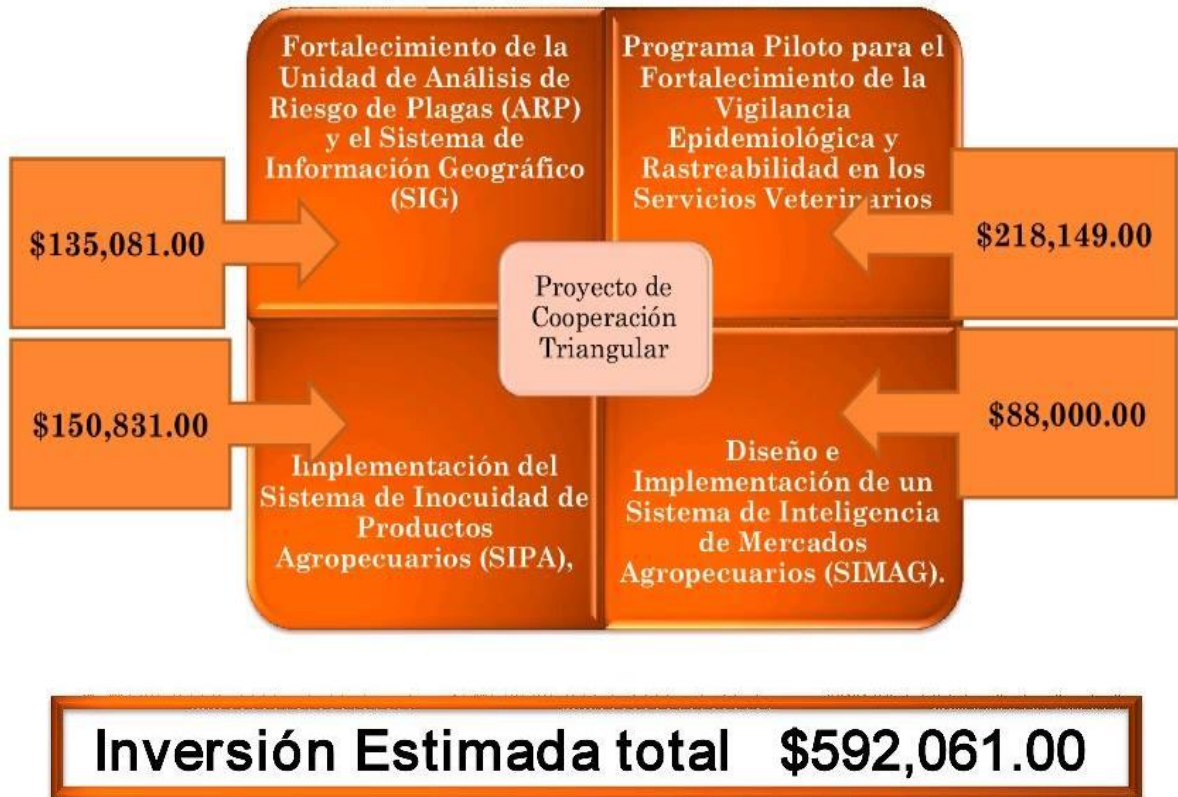 Fortalecimiento de la
Unidad de Análisis de
Riesgo de Plagas (ARP)
y el Sistema de
Información Geográfico
(SIG)
Programa Piloto para el
Fortalecimiento de la
Vigilancia
Epidemiológica y
Rastreabilidad en los
Servicios Veterinarios
$135,081.00
$218,149.00
Proyecto de
Cooperación
Triangular
$150,831.00
$88,000.00
Implementación del
Sistema de Inocuidad de
Productos
Agropecuarios (SIPA),
Diseño e
Implementación de un
Sistema de Inteligencia
de Mercados
Agropecuarios (SIMAG).
Inversión Estimada total $592,061.00